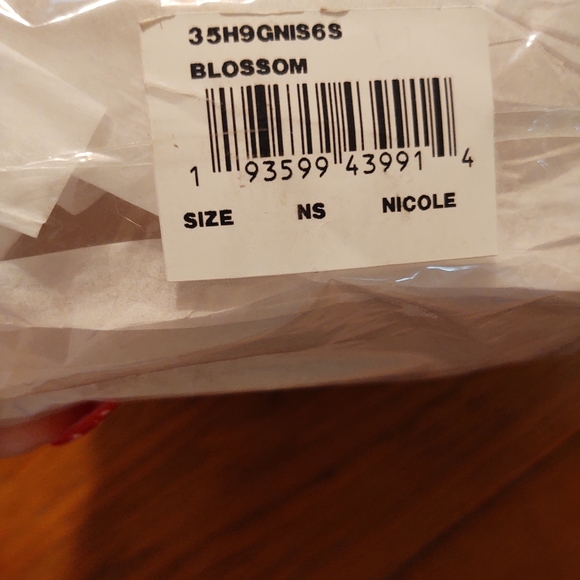 35H9GNIS6S
BLOSSOM
1 93599 43991 4
SIZE NS NICOLE